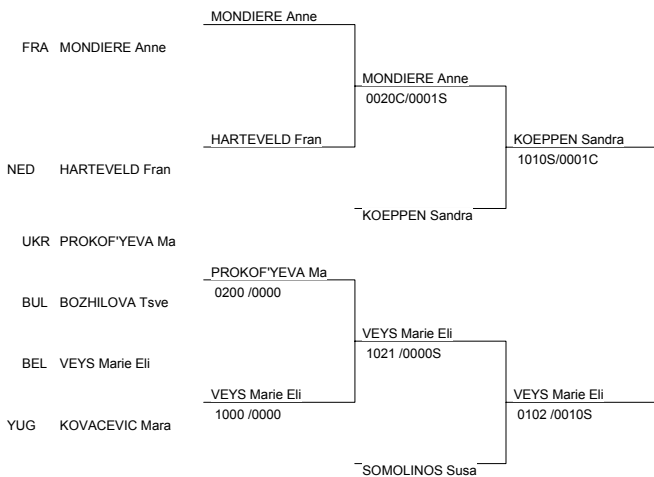 MONDIERE Anne
FRA MONDIERE Anne
MONDIERE Anne
0020C/0001S
HARTEVELD Fran
KOEPPEN Sandra
1010S/0001C
NED HARTEVELD Fran
KOEPPEN Sandra
UKR PROKOF'YEVA Ma
PROKOF'YEVA Ma
0200 /0000
BUL BOZHILOVA Tsve
VEYS Marie Eli
1021 /0000S
BEL VEYS Marie Eli
VEYS Marie Eli
1000 /0000
VEYS Marie Eli
0102 /0010S
YUG KOVACEVIC Mara
SOMOLINOS Susa